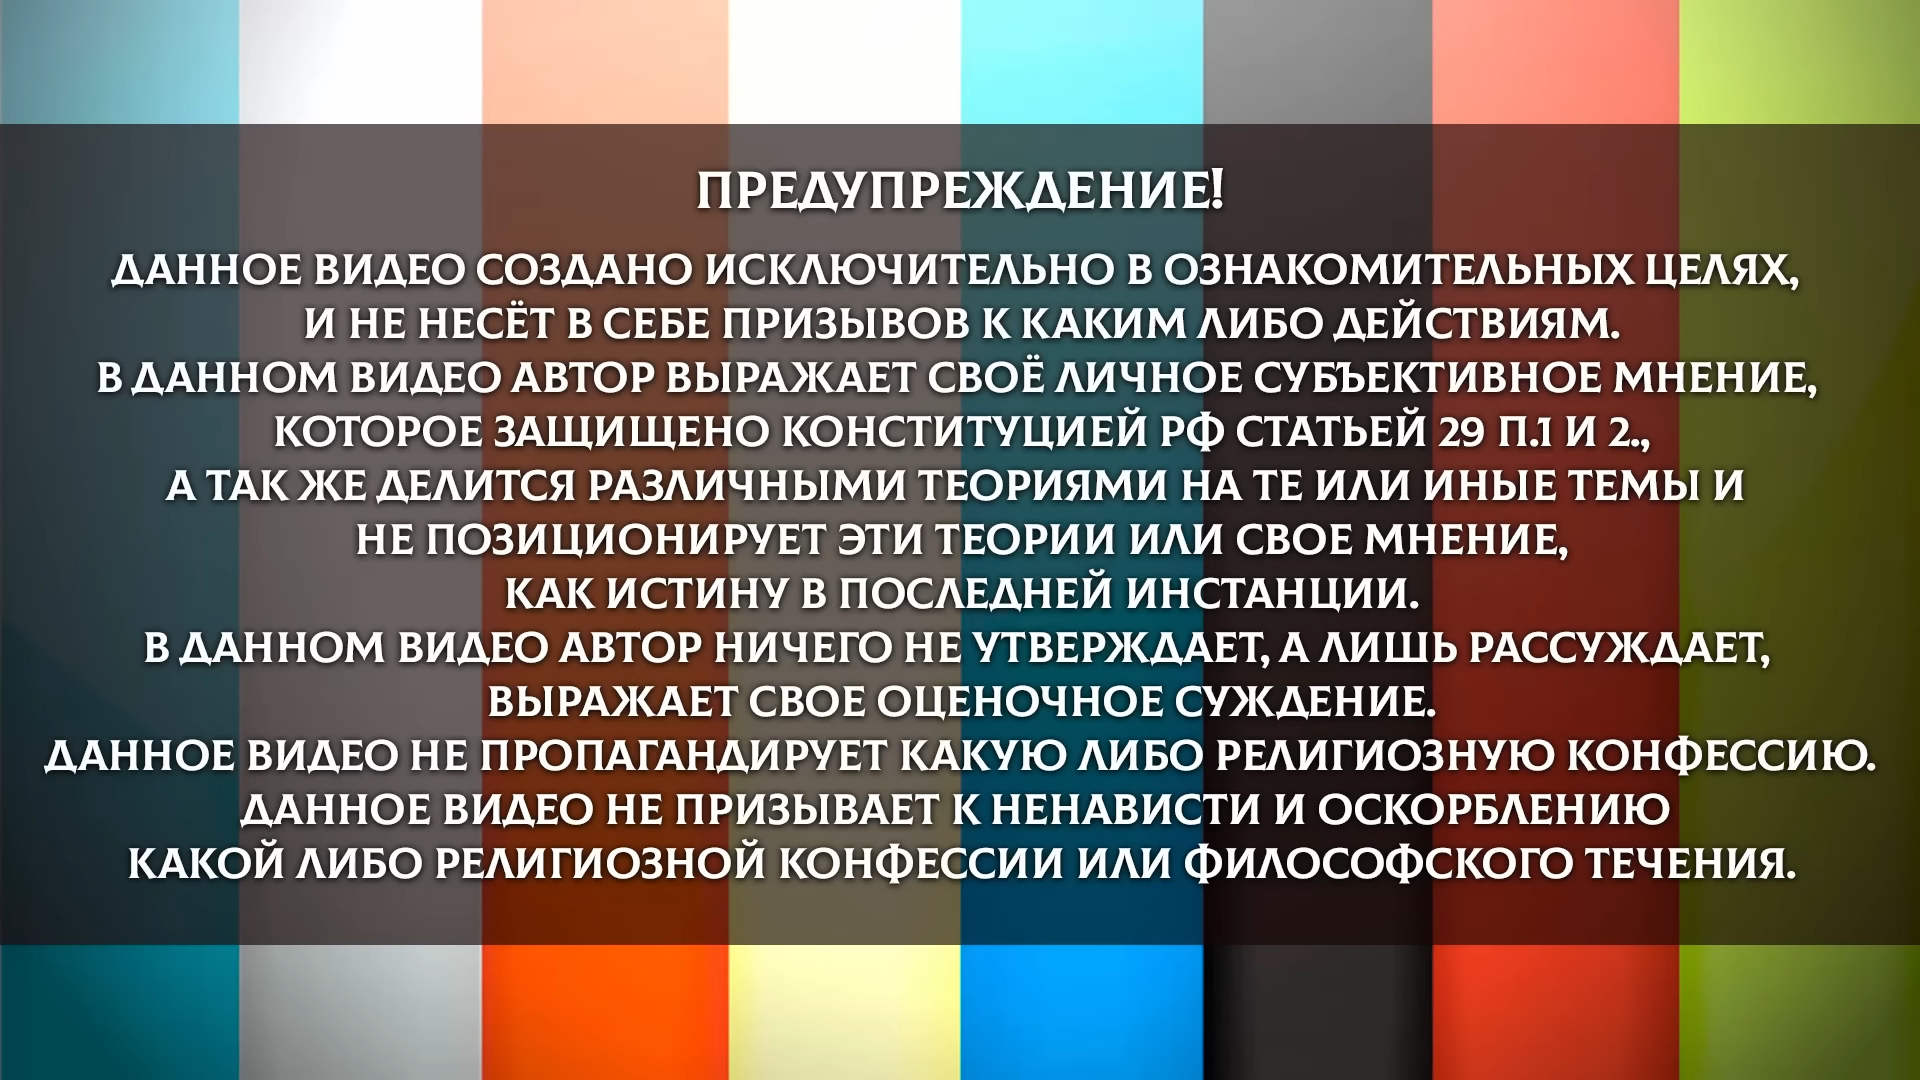 ПРЕДУПРЕЖДЕНИЕ!
ДАННОЕ ВИДЕО СОЗДАНО ИСКЛЮЧИТЕЛЬНО В ОЗНАКОМИТЕЛЬНЫХ ЦЕЛЯХ,
И НЕ НЕСЁТ В СЕБЕ ПРИЗЫВОВ К КАКИМ ЛИБО ДЕЙСТВИЯМ.
В ДАННОМ ВИДЕО АВТОР ВЫРАЖАЕТ СВОЁ ЛИЧНОЕ СУБЪЕКТИВНОЕ МНЕНИЕ,
КОТОРОЕ ЗАЩИЩЕНО КОНСТИТУЦИЕЙ РФ СТАТЬЕЙ 29 П.1 И 2.,
А ТАК ЖЕ ДЕЛИТСЯ РАЗЛИЧНЫМИ ТЕОРИЯМИ НА ТЕ ИЛИ ИНЫЕ ТЕМЫ И
НЕ ПОЗИЦИОНИРУЕТ ЭТИ ТЕОРИИ ИЛИ СВОЕ МНЕНИЕ,
КАК ИСТИНУ В ПОСЛЕДНЕЙ ИНСТАНЦИИ.
В ДАННОМ ВИДЕО АВТОР НИЧЕГО НЕ УТВЕРЖДАЕТ, А ЛИШЬ РАССУЖДАЕТ,
ВЫРАЖАЕТ СВОЕ ОЦЕНОЧНОЕ СУЖДЕНИЕ.
ДАННОЕ ВИДЕО НЕ ПРОПАГАНДИРУЕТ КАКУЮ ЛИБО РЕЛИГИОЗНУЮ КОНФЕССИЮ.
ДАННОЕ ВИДЕО НЕ ПРИЗЫВАЕТ К НЕНАВИСТИ И ОСКОРБЛЕНИЮ
КАКОЙ ЛИБО РЕЛИГИОЗНОЙ КОНФЕССИИ ИЛИ ФИЛОСОФСКОГО ТЕЧЕНИЯ.